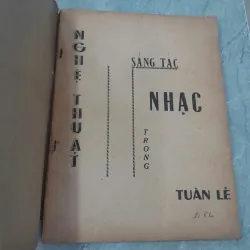 NGHỆ THUẬT
SÁNG TÁC
TRONG
NHẠC
TUẤN LÊ